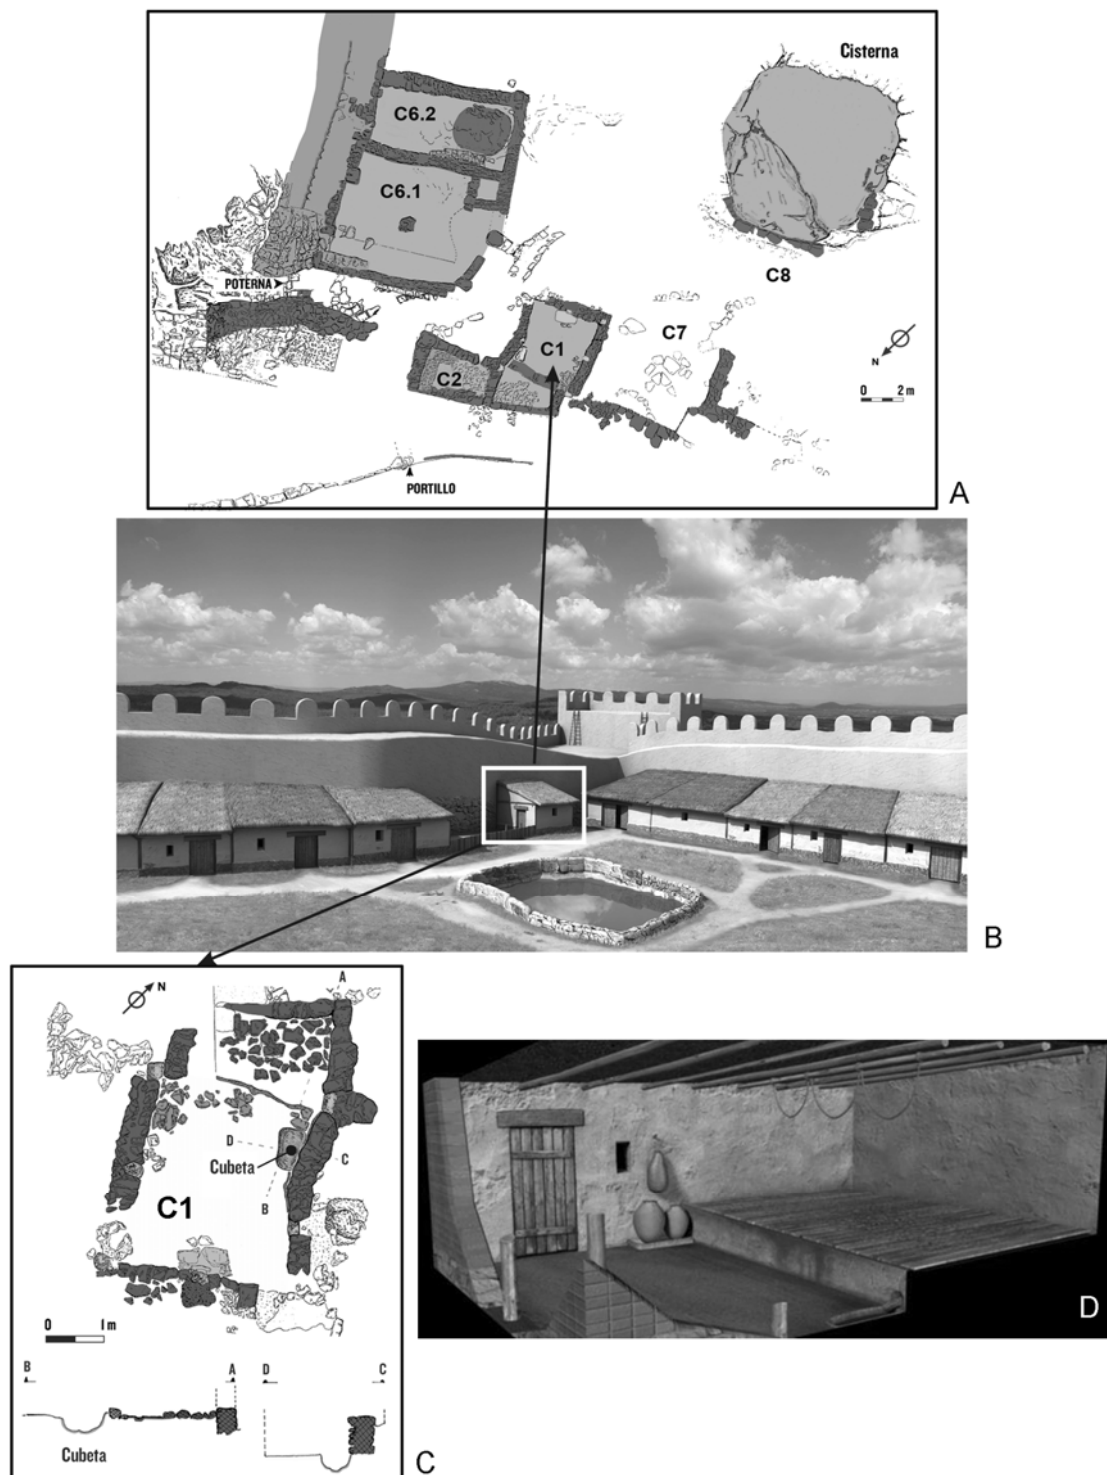 Cisterna
C6.2
C6.1
C8
POTERNA
C7
C1
N
C2
0 2 m
PORTILLO
A
B
N
A
D
Cubeta
C
B
C1
0 1 m
B A D C
Cubeta
C
D